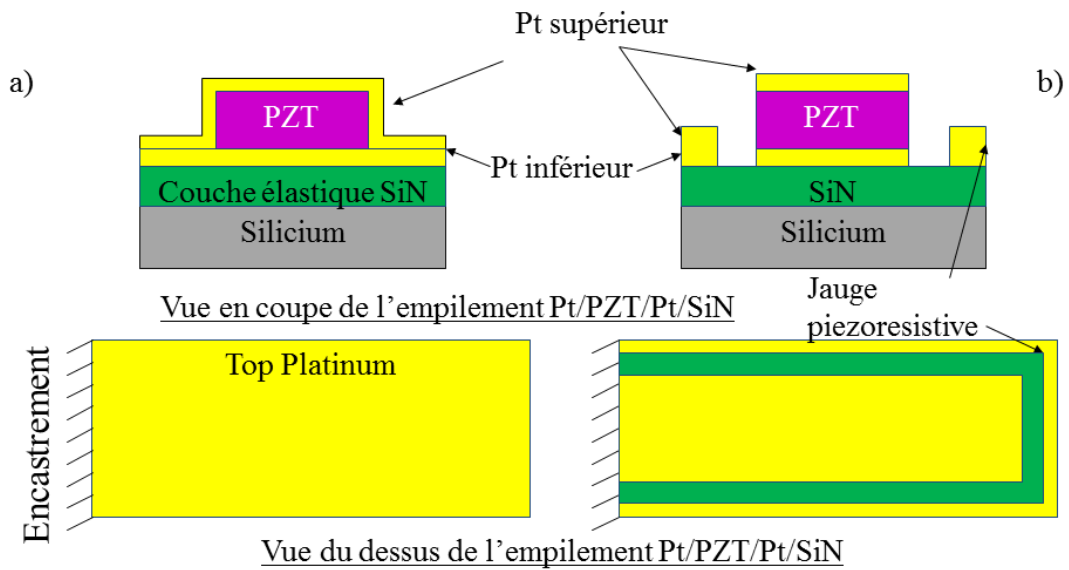 Pt supérieur
a)
b)
PZT
PZT
Pt inférieur
Couche élastique SiN
SiN
Silicium
Silicium
Jauge
piezoresistive
Vue en coupe de l’empilement Pt/PZT/Pt/SiN
Encastrement
Top Platinum
Vue du dessus de l’empilement Pt/PZT/Pt/SiN